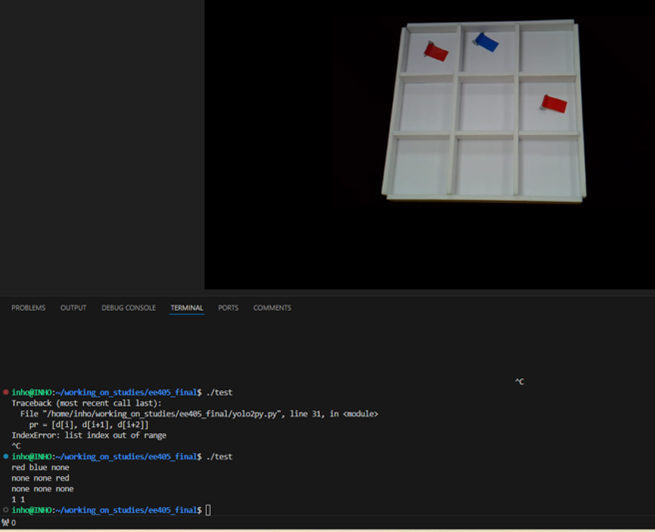 PROBLEMS OUTPUT DEBUG CONSOLE TERMINAL PORTS COMMENTS
^C
inho@INHO:~/working_on_studies/ee405_final$ ./test
Traceback (most recent call last):
  File "/home/inho/working_on_studies/ee405_final/yolo2py.py", line 31, in <module>
    pr = [d[i], d[i+1], d[i+2]]
IndexError: list index out of range
^C
inho@INHO:~/working_on_studies/ee405_final$ ./test
red blue none
none none red
none none none
1 1
inho@INHO:~/working_on_studies/ee405_final$
0